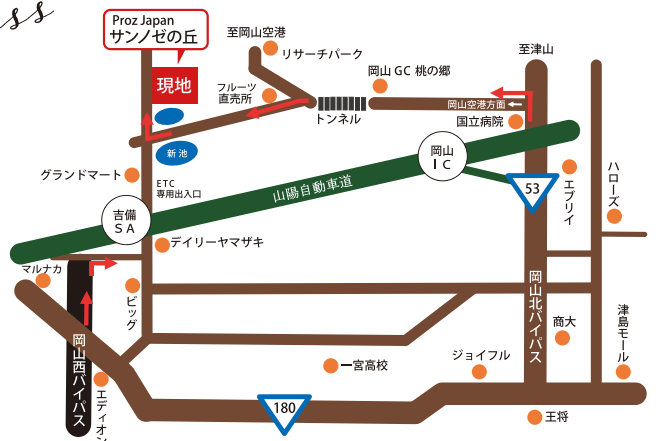 Proz Japan
サンノゼの丘
現地
至岡山空港
リサーチパーク
フルーツ
直売所
トンネル
岡山GC 桃の郷
岡山空港方面
国立病院
至津山
新池
グランドマート
ETC
専用出入口
吉備
SA
山陽自動車道
岡山
IC
53
エブリイ
ハローズ
デイリーヤマザキ
マルナカ
ビッグ
岡山西バイパス
エディオン
一宮高校
180
ジョイフル
岡山北バイパス
商大
津島モール
王将